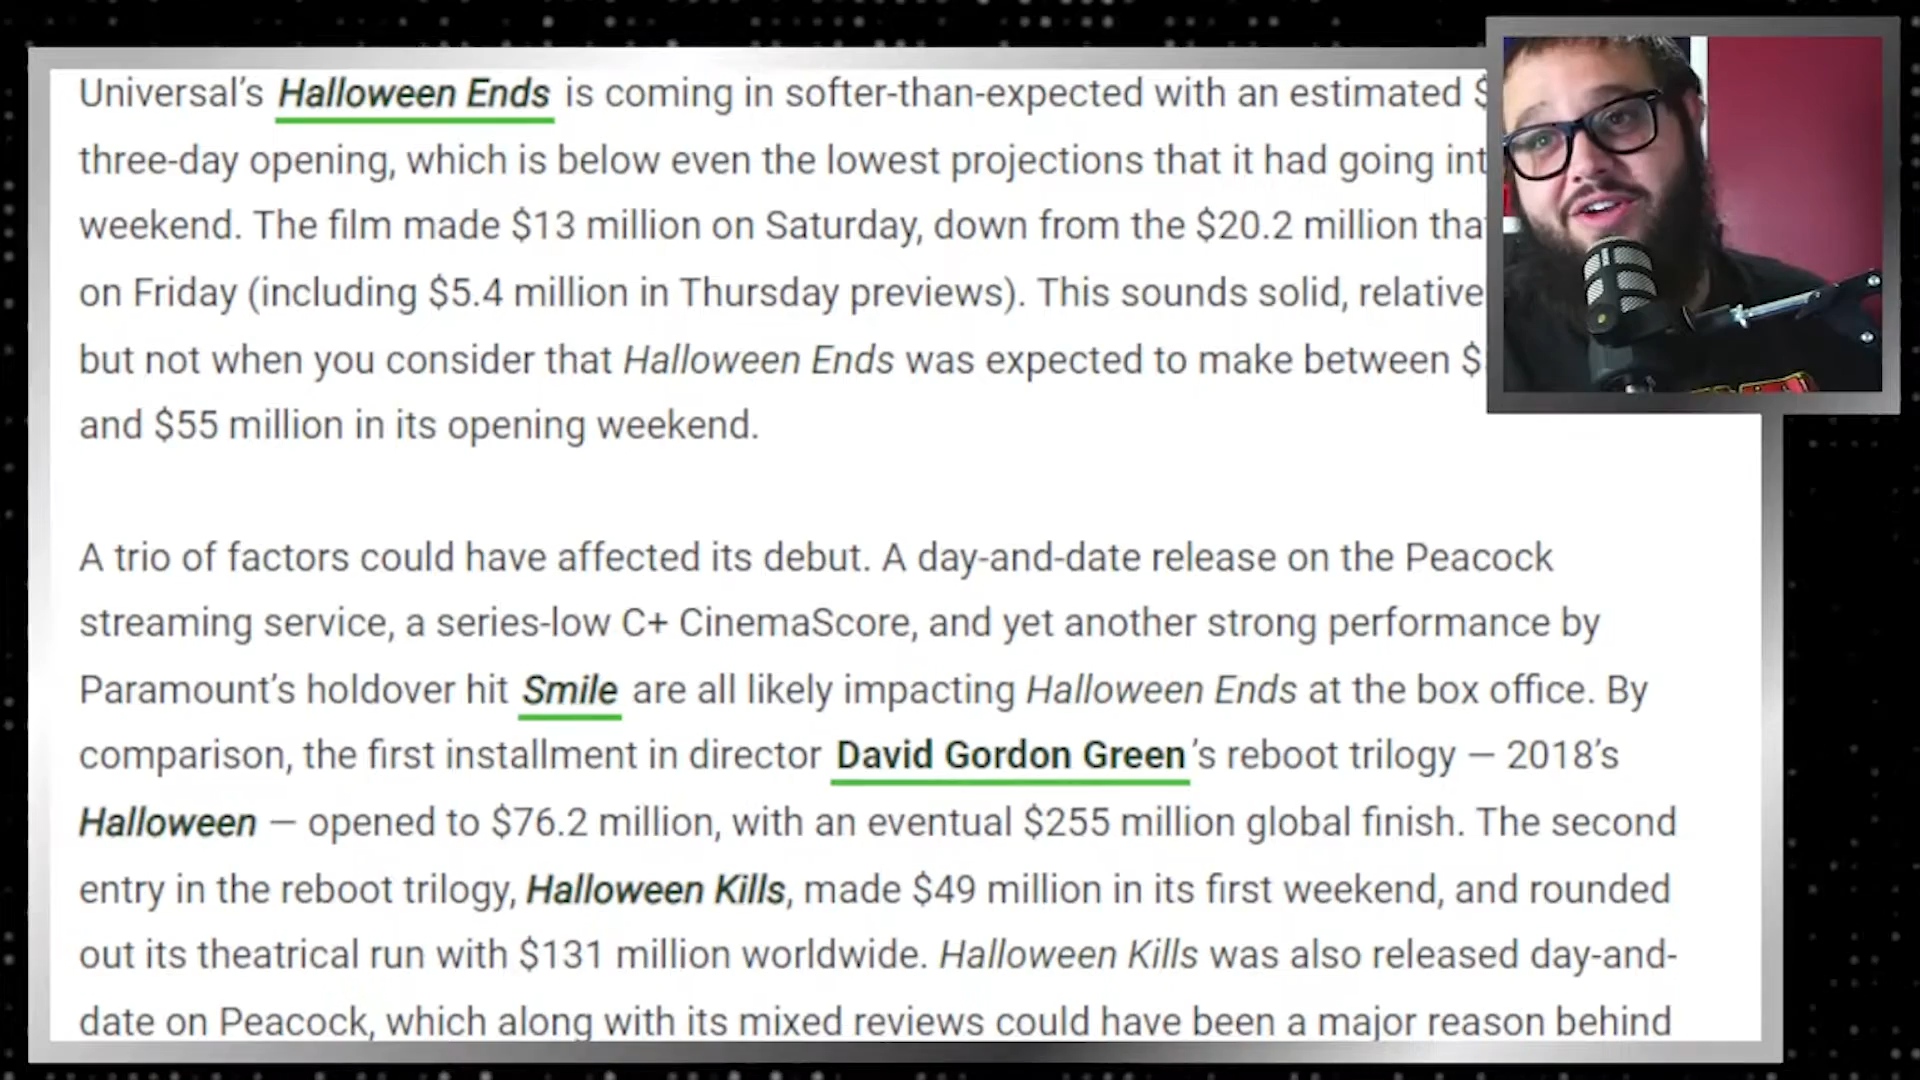 Universal’s Halloween Ends is coming in softer-than-expected with an estimated $
three-day opening, which is below even the lowest projections that it had going
weekend. The film made $13 million on Saturday, down from the $20.2 million
on Friday (including $5.4 million in Thursday previews). This sounds solid,
but not when you consider that Halloween Ends was expected to make between $
and $55 million in its opening weekend.
A trio of factors could have affected its debut. A day-and-date release on the Peacock
streaming service, a series-low C+ CinemaScore, and yet another strong performance by
Paramount’s holdover hit Smile are all likely impacting Halloween Ends at the box office. By
comparison, the first installment in director David Gordon Green’s reboot trilogy — 2018’s
Halloween — opened to $76.2 million, with an eventual $255 million global finish. The second
entry in the reboot trilogy, Halloween Kills, made $49 million in its first weekend, and rounded
out its theatrical run with $131 million worldwide. Halloween Kills was also released day-and-
date on Peacock, which along with its mixed reviews could have been a major reason behind